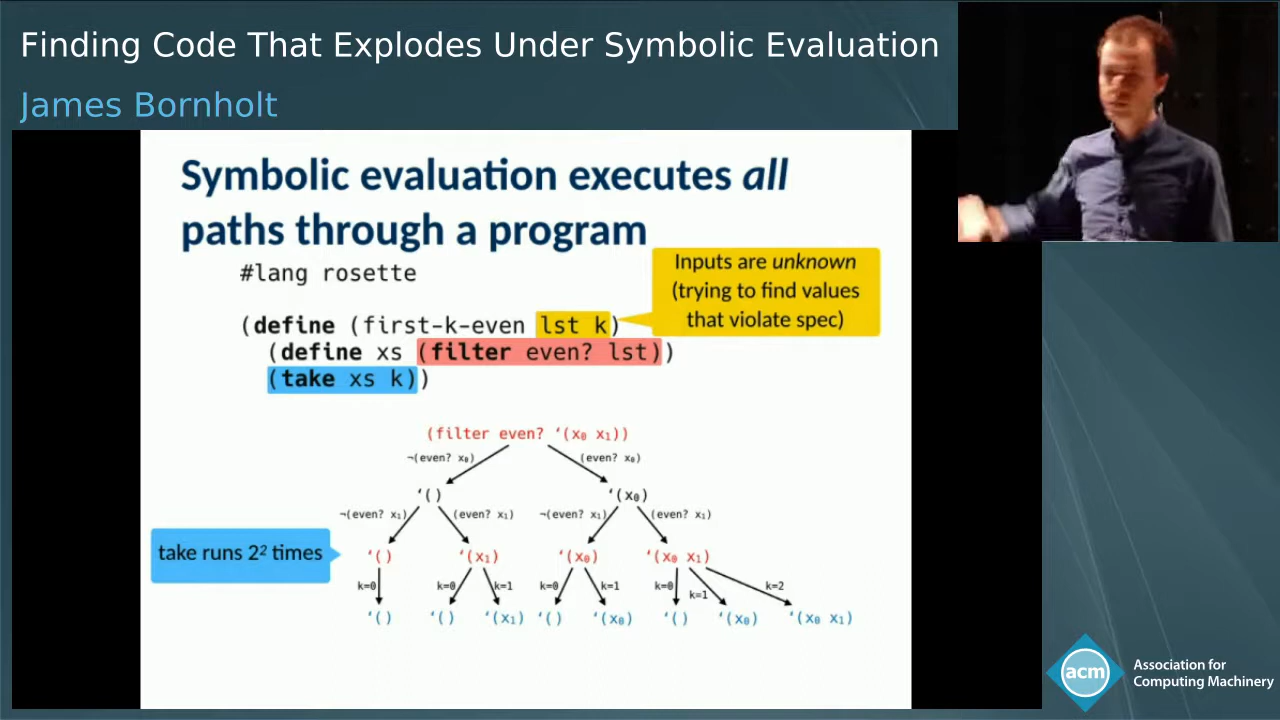 Finding Code That Explodes Under Symbolic Evaluation
James Bornholt
Symbolic evaluation executes all
paths through a program
#lang rosette
Inputs are unknown
(trying to find values
that violate spec)
(define (first-k-even lst k)
(define xs (filter even? lst))
(take xs k))
(filter even? ‘(x₀ x₁))
¬(even? x₀) (even? x₀)
‘() ‘(x₀)
¬(even? x₁) (even? x₁) ¬(even? x₁) (even? x₁)
take runs 2² times
‘() ‘(x₁) ‘(x₀) ‘(x₀ x₁)
k=0 k=0 k=1 k=0 k=1 k=0 k=1 k=2
‘() ‘() ‘(x₁) ‘() ‘(x₀) ‘() ‘(x₀) ‘(x₀ x₁)
acm
Association for
Computing Machinery